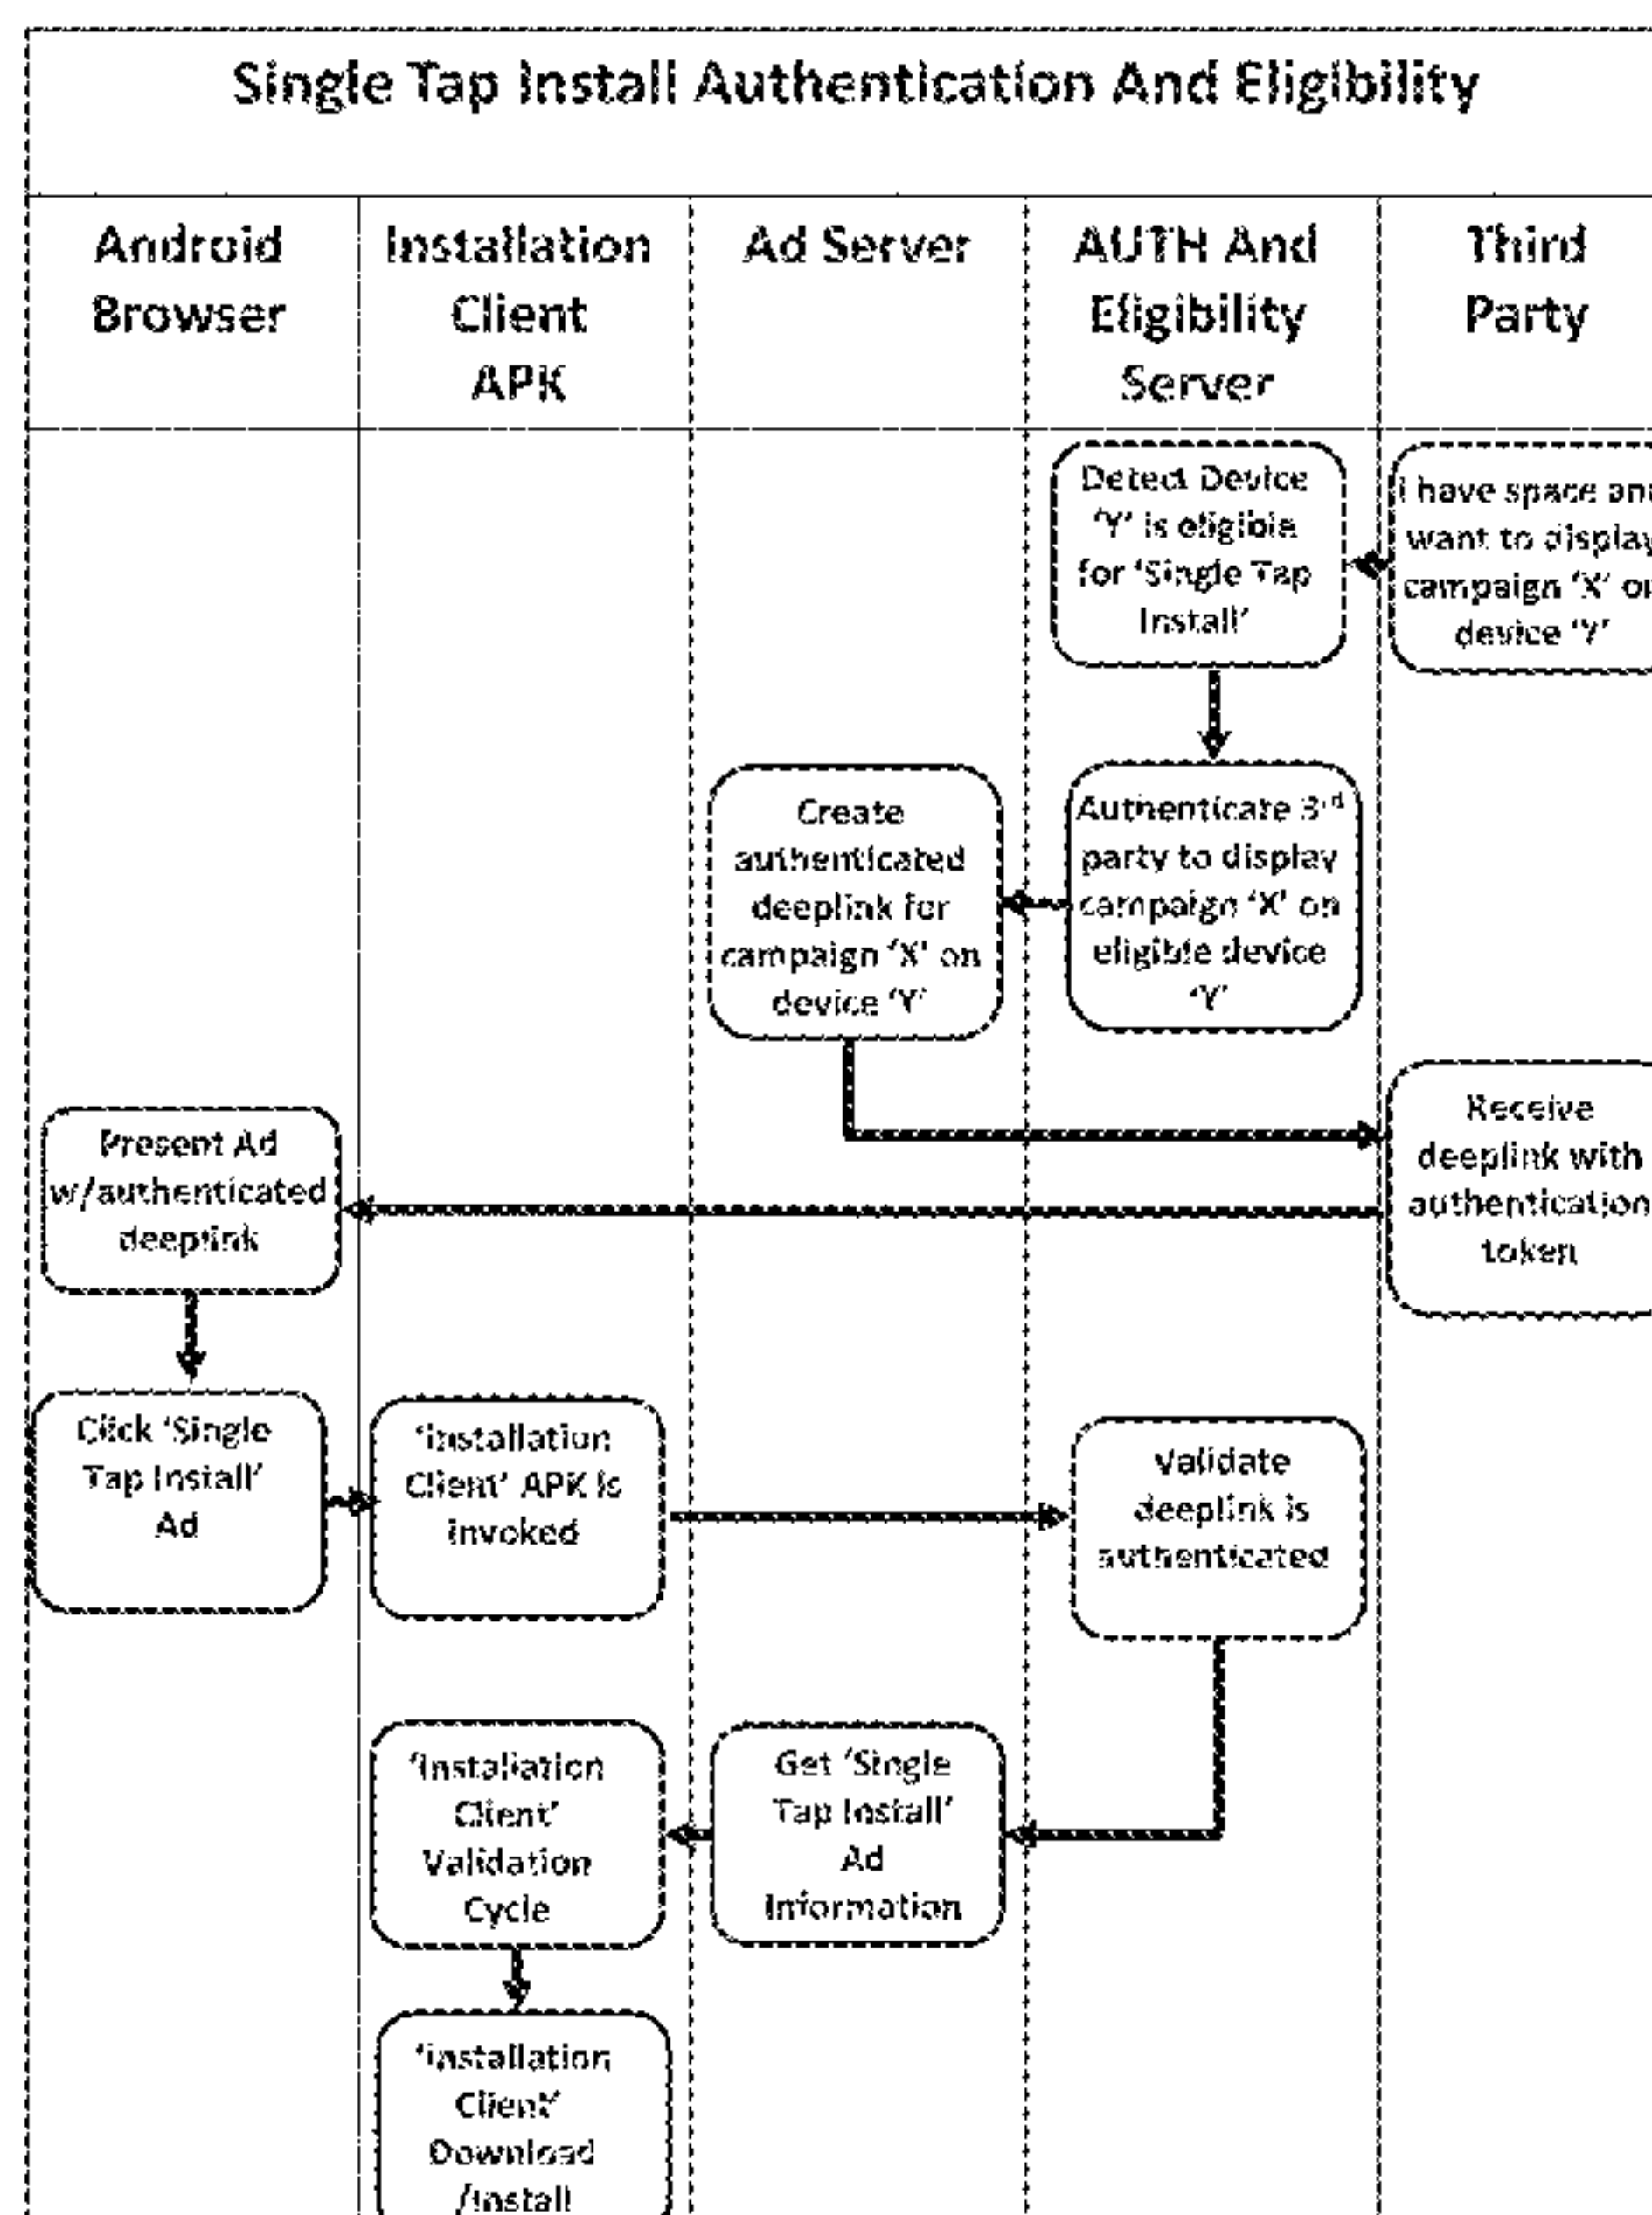 Single Tap Install Authentication And Eligibility
Android
Browser
Installation
Client
APK
Ad Server
AUTH And
Eligibility
Server
Third
Party
Detect Device
‘Y’ is eligible
for ‘Single Tap
Install’
I have space
want to display
campaign ‘X’
device ‘Y’
Create
authenticated
deeplink for
campaign ‘X’ on
device ‘Y’
Authenticate 3rd
party to display
campaign ‘X’ on
eligible device
‘Y’
Receive
deeplink with
authentication
token
Present Ad
w/authenticated
deeplink
Click ‘Single
Tap Install’
Ad
‘Installation
Client’ APK is
invoked
Validate
deeplink is
authenticated
‘Installation
Client’
Validation
Cycle
Get ‘Single
Tap Install’
Ad
Information
‘Installation
Client’
Download
/Install